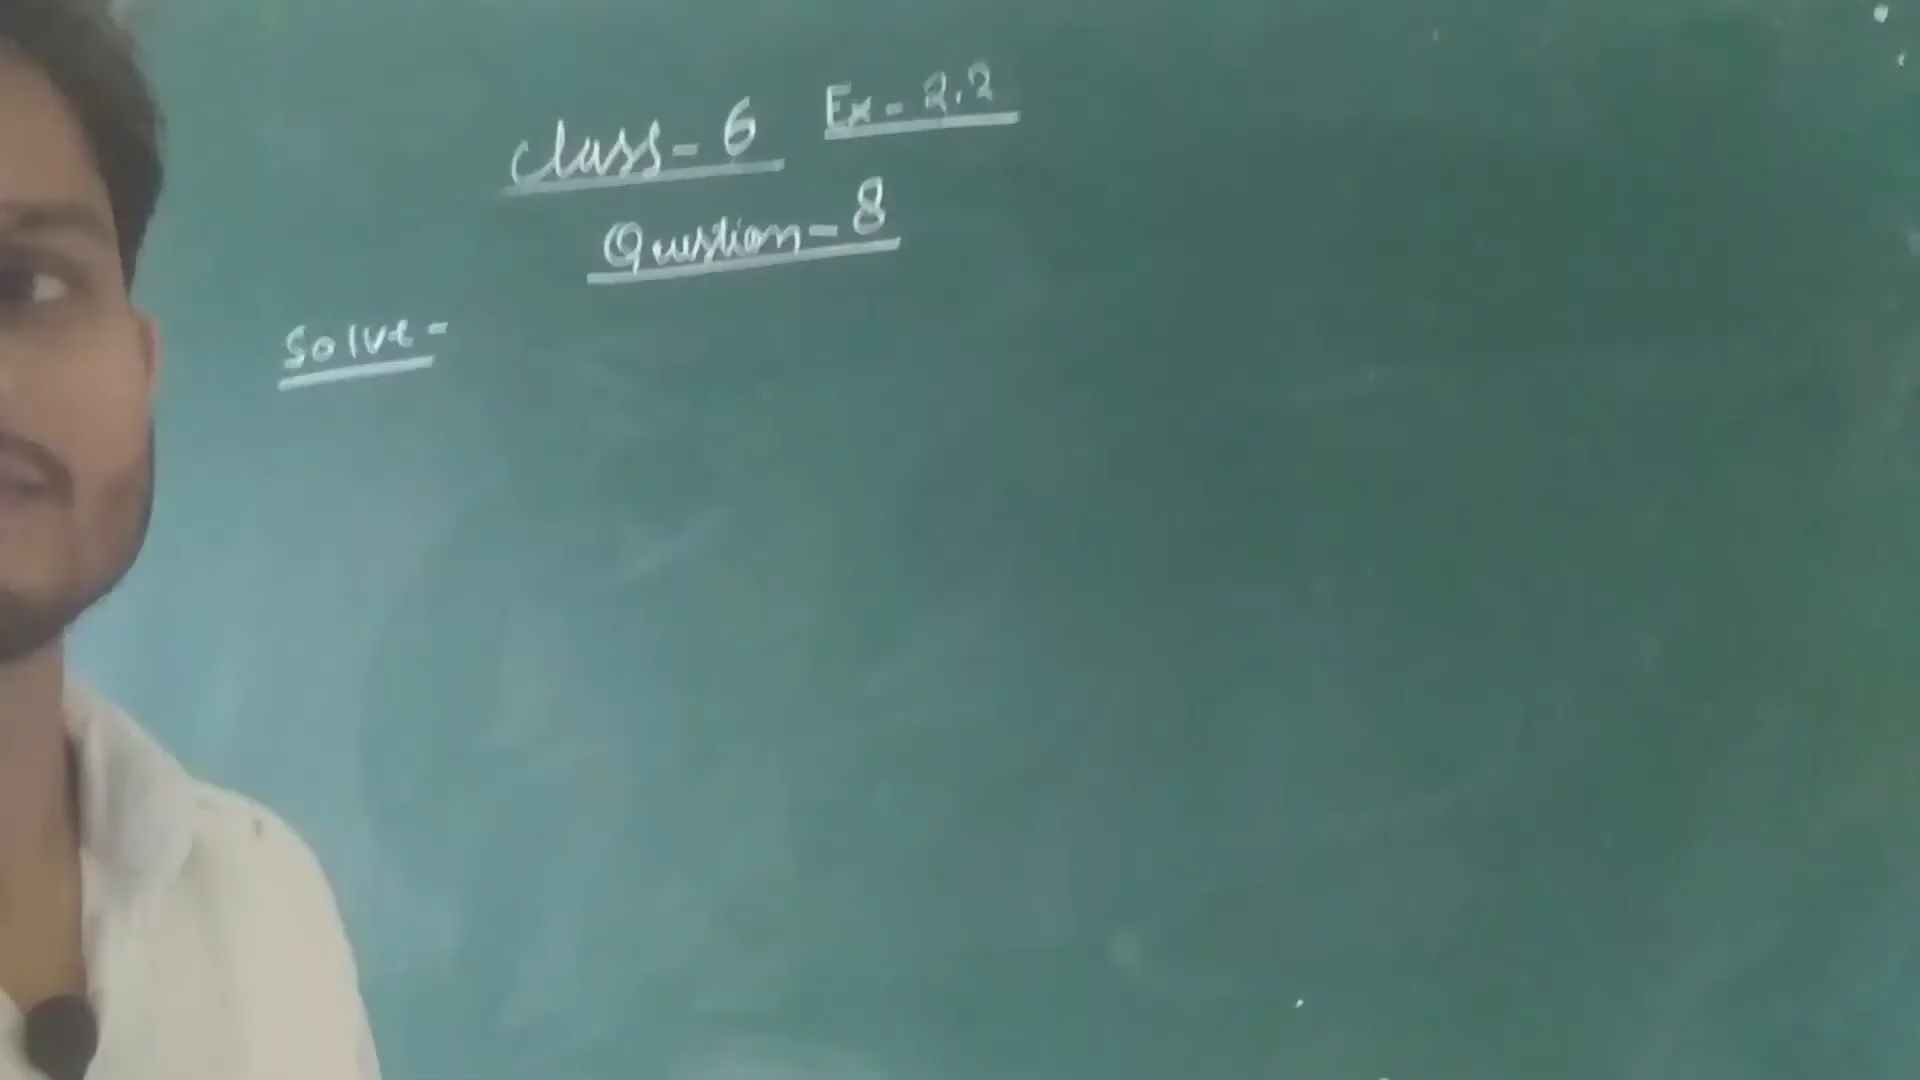 Class - 6 Ex - 2.2
Question - 8
Solve =